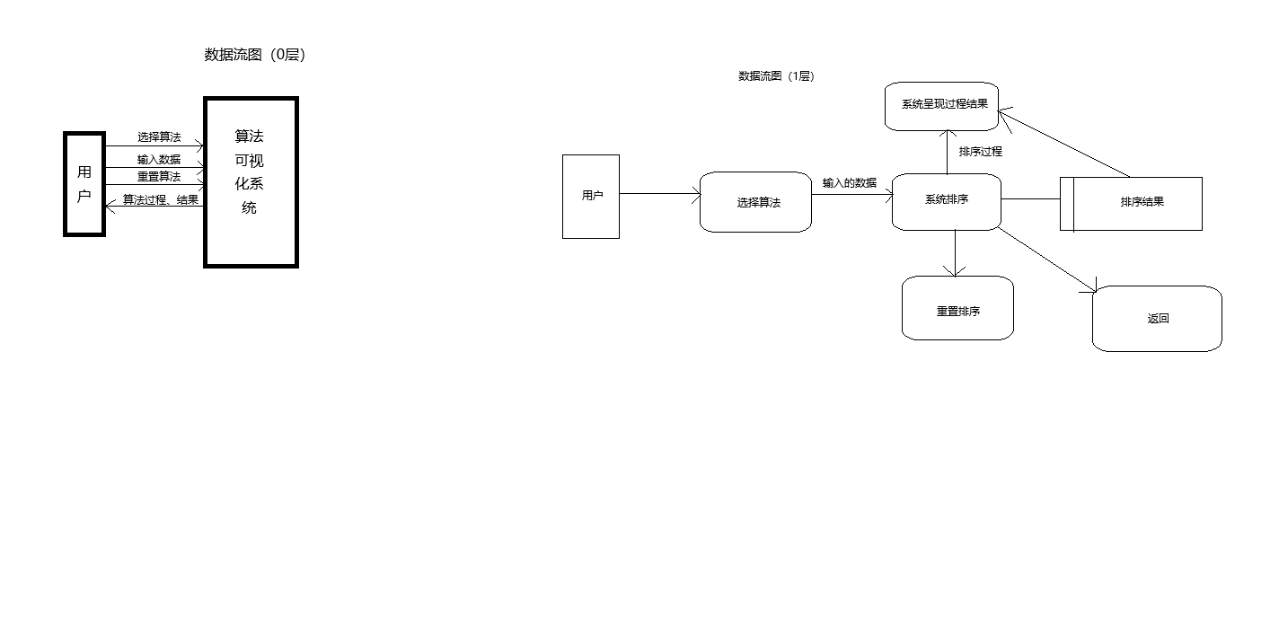 数据流图（0层）
用
户
选择算法
输入数据
重置算法
算法过程、结果
算法
可视
化系
统
数据流图（1层）
用户
选择算法
输入的数据
系统呈现过程结果
排序过程
系统排序
排序结果
重置排序
返回